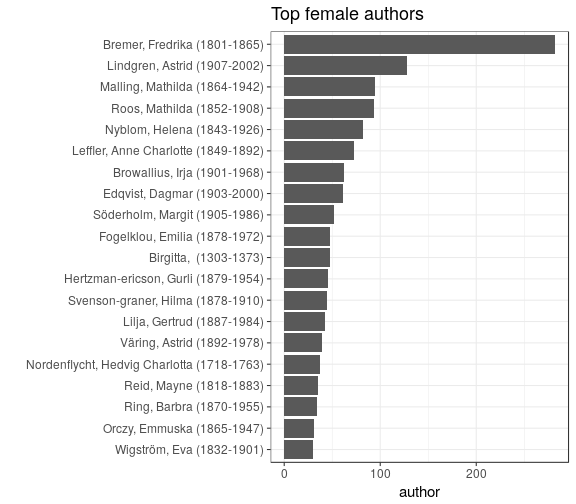 Top female authors
Bremer, Fredrika (1801-1865)
Lindgren, Astrid (1907-2002)
Malling, Mathilda (1864-1942)
Roos, Mathilda (1852-1908)
Nyblom, Helena (1843-1926)
Leffler, Anne Charlotte (1849-1892)
Browallius, Irja (1901-1968)
Edqvist, Dagmar (1903-2000)
Söderholm, Margit (1905-1986)
Fogelklou, Emilia (1878-1972)
Birgitta,  (1303-1373)
Hertzman-ericson, Gurli (1879-1954)
Svenson-graner, Hilma (1878-1910)
Lilja, Gertrud (1887-1984)
Väring, Astrid (1892-1978)
Nordenflycht, Hedvig Charlotta (1718-1763)
Reid, Mayne (1818-1883)
Ring, Barbra (1870-1955)
Orczy, Emmuska (1865-1947)
Wigström, Eva (1832-1901)
0 100 200
author